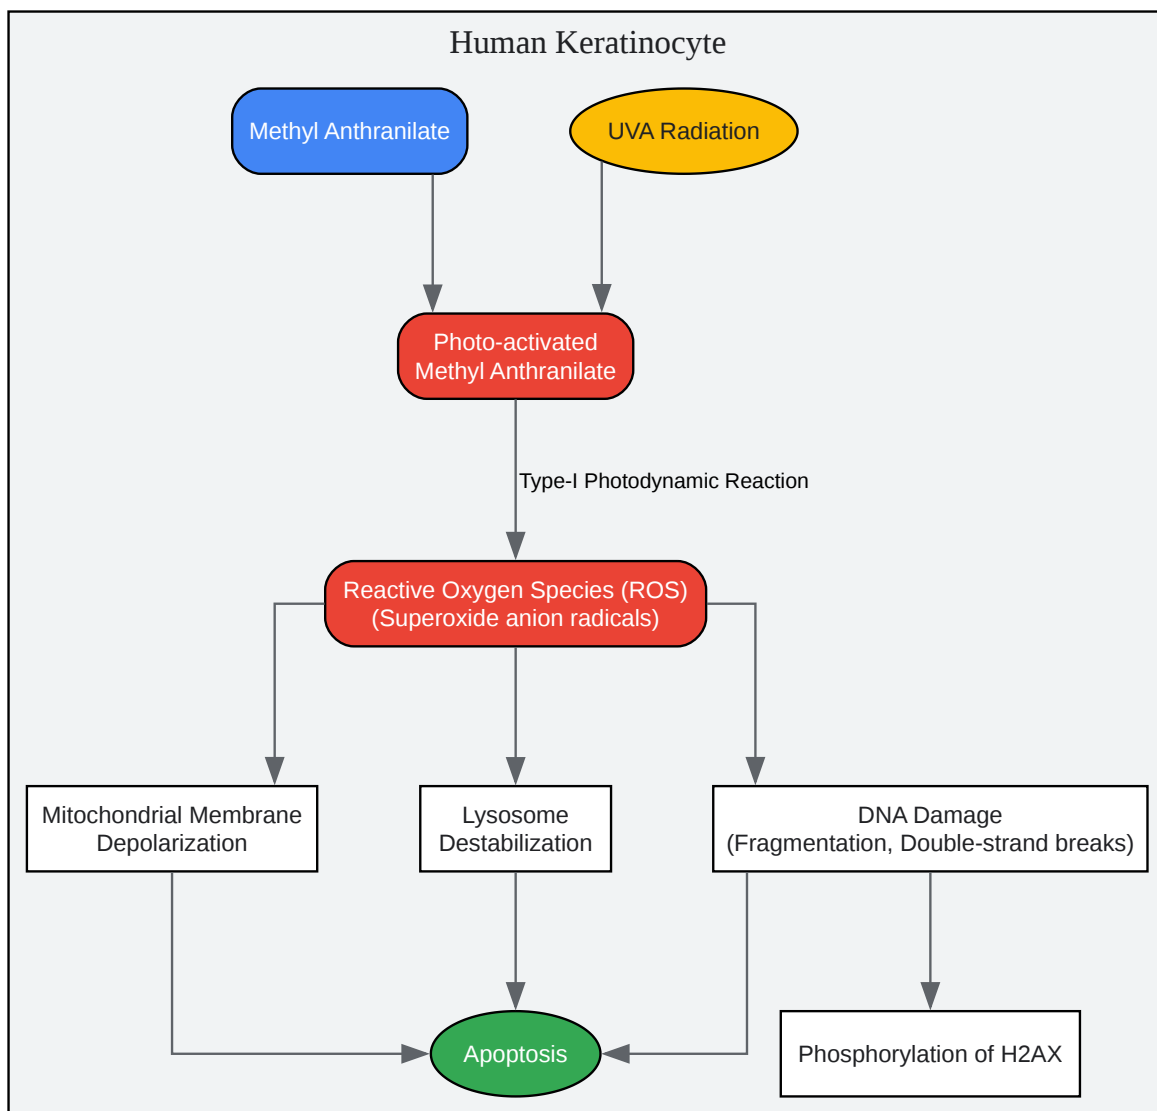 Human Keratinocyte
Methyl Anthranilate
UVA Radiation
Photo-activated
Methyl Anthranilate
Type-I Photodynamic Reaction
Reactive Oxygen Species (ROS)
(Superoxide anion radicals)
Mitochondrial Membrane
Depolarization
Lysosome
Destabilization
DNA Damage
(Fragmentation, Double-strand breaks)
Apoptosis
Phosphorylation of H2AX